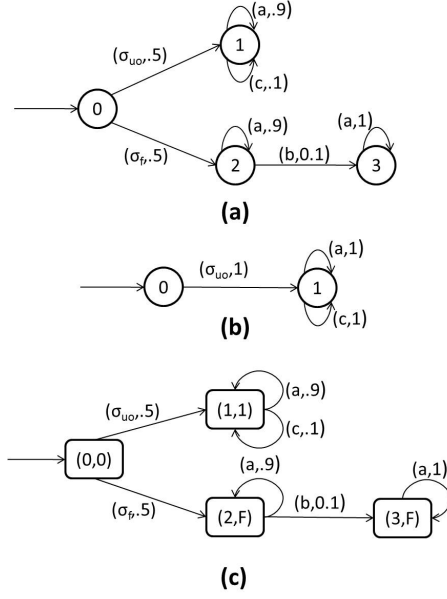 (a,.9)
1
(σuo,.5)
(c,.1)
0
(a,.9)
(a,1)
(σf,.5)
2
(b,0.1)
3
(a)
(a,1)
0
(σuo,1)
1
(c,1)
(b)
(σuo,.5)
(1,1)
(a,.9)
(c,.1)
(0,0)
(a,.9)
(a,1)
(σf,.5)
(2,F)
(b,0.1)
(3,F)
(c)